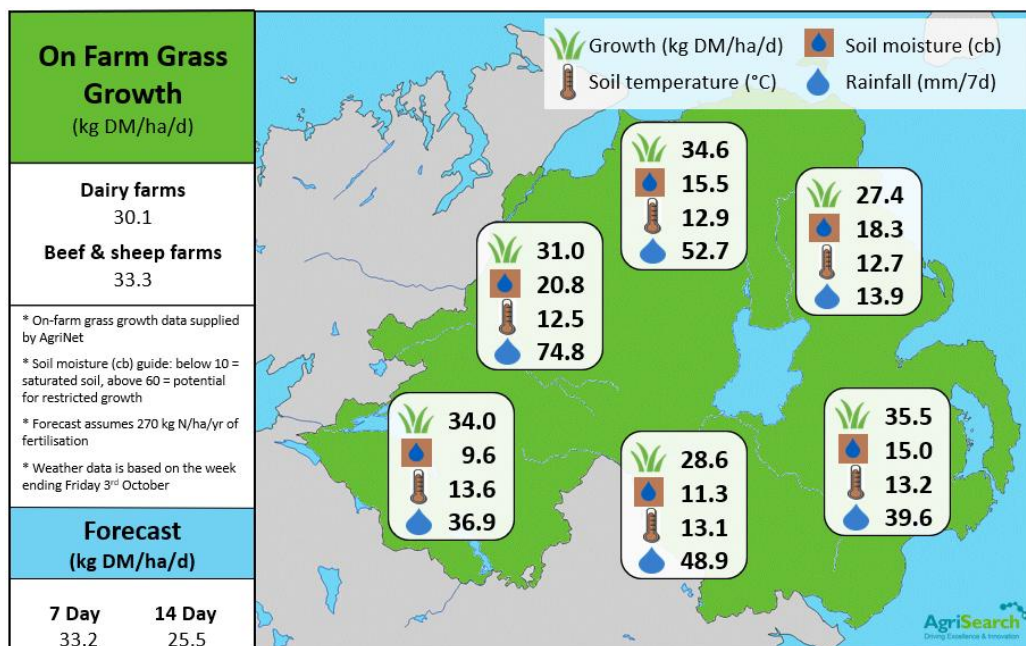 On Farm Grass
Growth
(kg DM/ha/d)
Dairy farms
30.1
Beef & sheep farms
33.3
* On-farm grass growth data supplied
by AgriNet
* Soil moisture (cb) guide: below 10 =
saturated soil, above 60 = potential
for restricted growth
* Forecast assumes 270 kg N/ha/yr of
fertilisation
* Weather data is based on the week
ending Friday 3rd October
Forecast
(kg DM/ha/d)
7 Day 14 Day
33.2 25.5
Growth (kg DM/ha/d) Soil moisture (cb)
Soil temperature (°C) Rainfall (mm/7d)
34.6
15.5
12.9
52.7
27.4
18.3
12.7
13.9
31.0
20.8
12.5
74.8
34.0
9.6
13.6
36.9
28.6
11.3
13.1
48.9
35.5
15.0
13.2
39.6
AgriSearch
Driving Excellence & Innovation